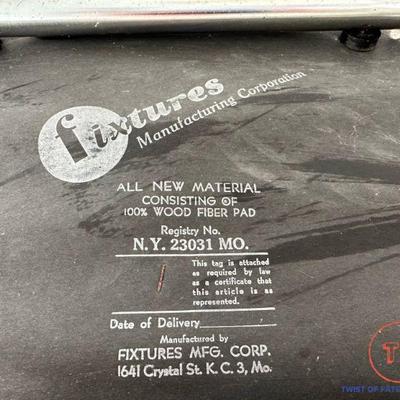 fixtures
Manufacturing Corporation
ALL NEW MATERIAL
CONSISTING OF
100% WOOD FIBER PAD
Registry No.
N.Y. 23031 MO.
This tag is attached
as required by law
as a certificate that
this article is as
represented.
Date of Delivery
Manufactured by
FIXTURES MFG. CORP.
1641 Crystal St. K. C. 3, Mo.
TWIST OF FATE